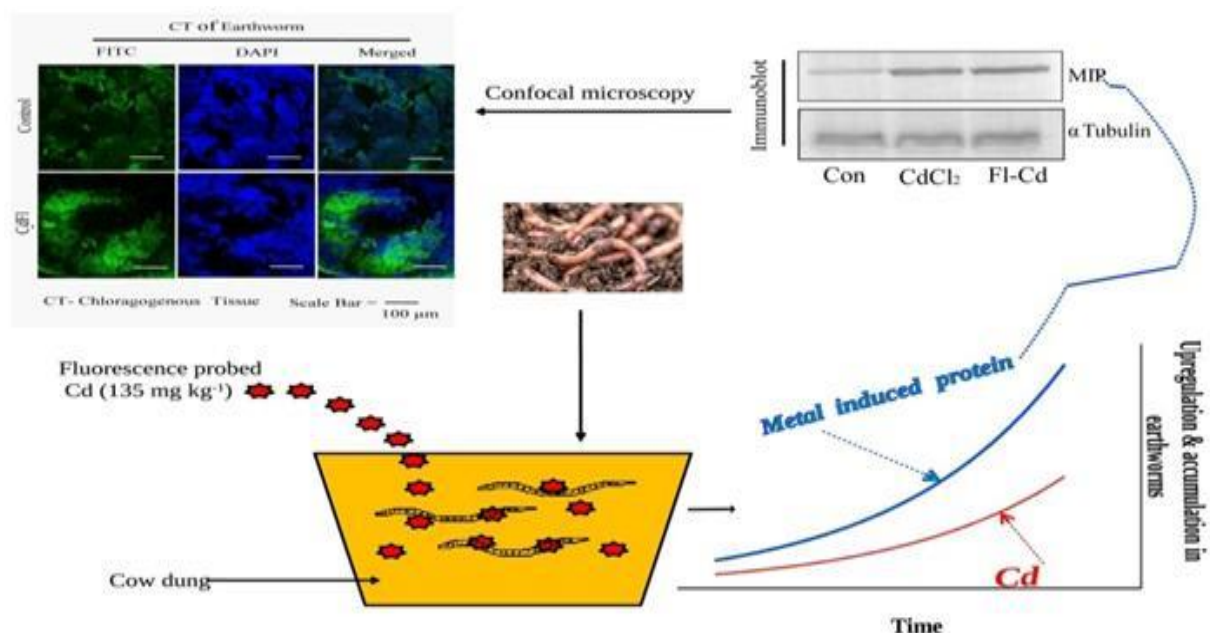 CT of Earthworm
FITC DAPI Merged
Control
CdFl
CT- Chloragogenous Tissue Scale Bar =
100 µm
Confocal microscopy
Immunoblot
MIP
α Tubulin
Con CdCl₂ Fl-Cd
Fluorescence probed
Cd (135 mg kg⁻¹)
Cow dung
Metal induced protein
Cd
Time
Upregulation & accumulation in
earthworms